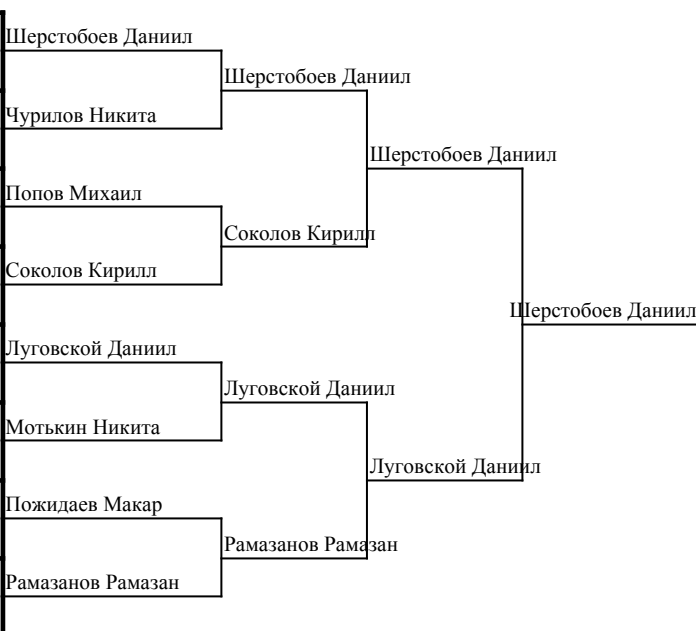 Шерстобоев Даниил
Шерстобоев Даниил
Чурилов Никита
Шерстобоев Даниил
Попов Михаил
Соколов Кирилл
Соколов Кирилл
Шерстобоев Даниил
Луговской Даниил
Луговской Даниил
Мотькин Никита
Луговской Даниил
Пожидаев Макар
Рамазанов Рамазан
Рамазанов Рамазан